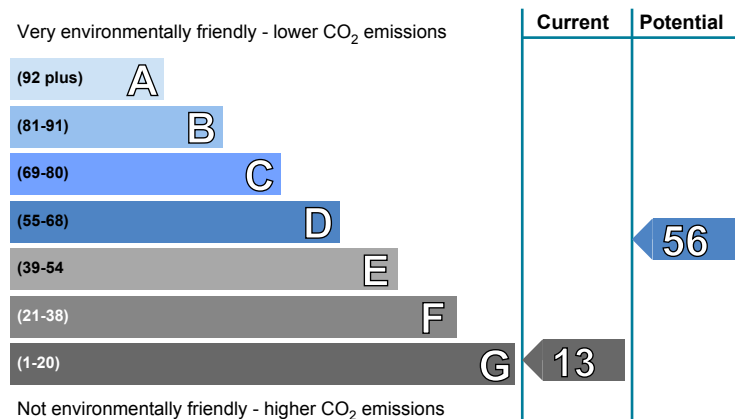 Very environmentally friendly - lower CO₂ emissions
Current
Potential
(92 plus) A
(81-91) B
(69-80) C
(55-68) D
56
(39-54 E
(21-38) F
(1-20) G
13
Not environmentally friendly - higher CO₂ emissions